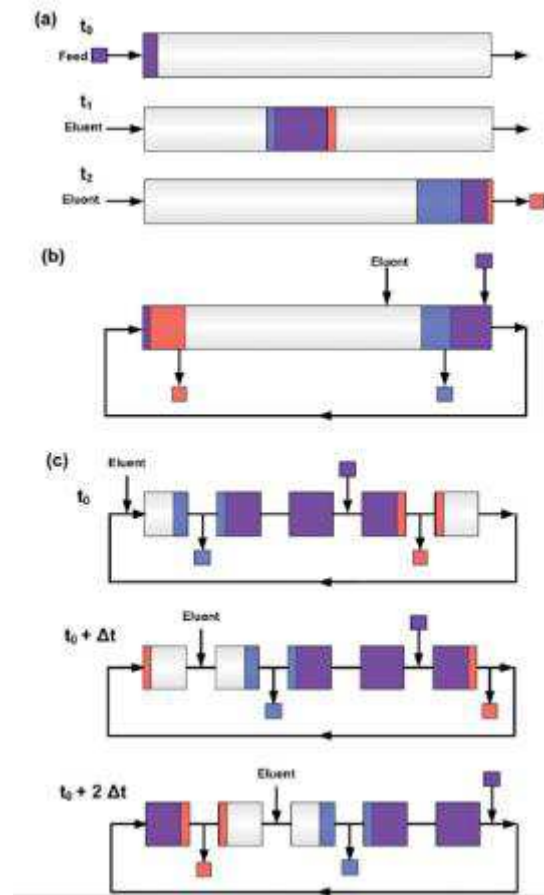 (a)
t0
Feed
t1
Eluent
t2
Eluent
(b)
Eluent
(c)
Eluent
t0
t0 + Δt
Eluent
t0 + 2 Δt
Eluent